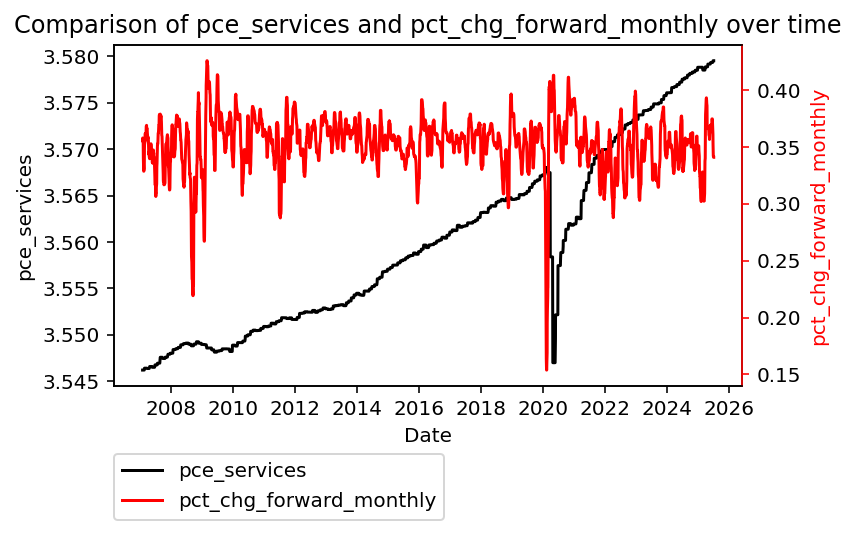 Comparison of pce_services and pct_chg_forward_monthly over time
3.580
3.575
3.570
3.565
3.560
3.555
3.550
3.545
pce_services
0.40
0.35
0.30
0.25
0.20
0.15
pct_chg_forward_monthly
2008 2010 2012 2014 2016 2018 2020 2022 2024 2026
Date
pce_services
pct_chg_forward_monthly